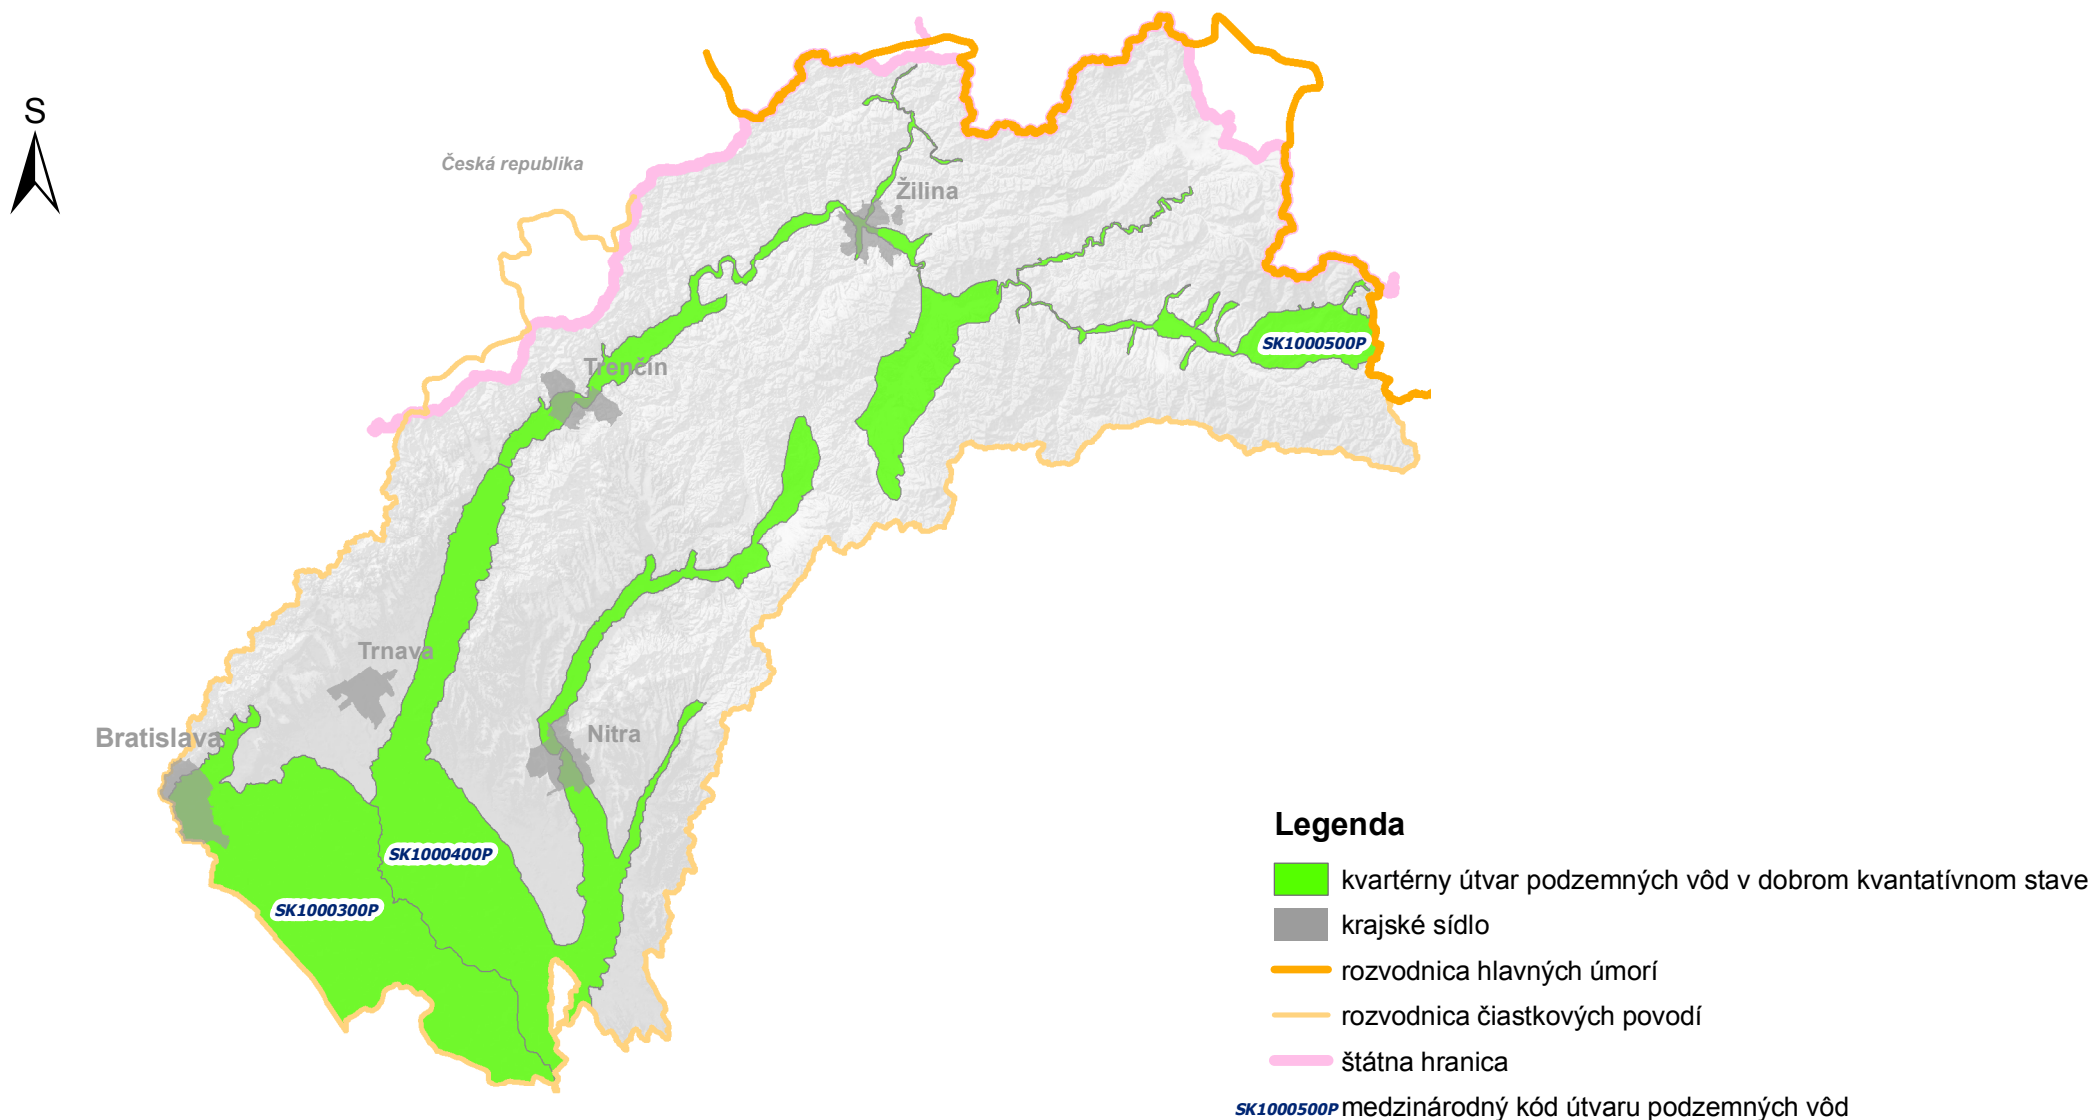 S
Česká republika
Žilina
SK1000500P
Trenčín
Trnava
Bratislava
Nitra
SK1000400P
SK1000300P
Legenda
kvartérny útvar podzemných vôd v dobrom kvantatívnom stave
krajské sídlo
rozvodnica hlavných úmorí
rozvodnica čiastkových povodí
štátna hranica
SK1000500P medzinárodný kód útvaru podzemných vôd